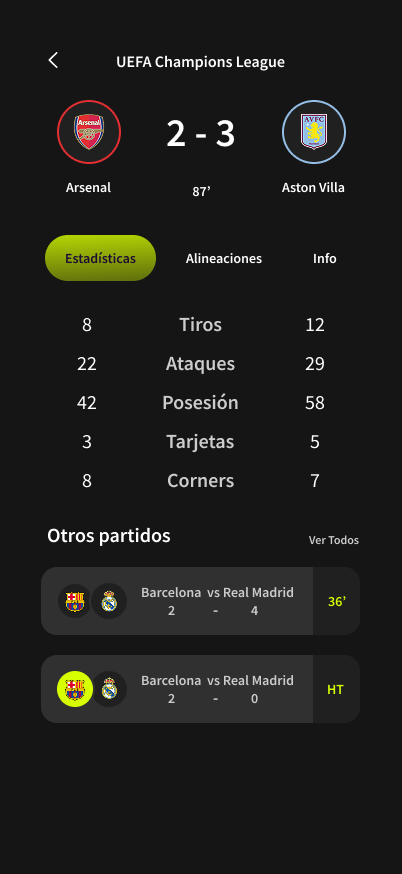 UEFA Champions League
Arsenal
AVFC
2 - 3
Arsenal
Aston Villa
87’
Estadísticas Alineaciones Info
8 Tiros 12
22 Ataques 29
42 Posesión 58
3 Tarjetas 5
8 Corners 7
Otros partidos
Ver Todos
Barcelona vs Real Madrid
2 - 4
36’
Barcelona vs Real Madrid
2 - 0
HT